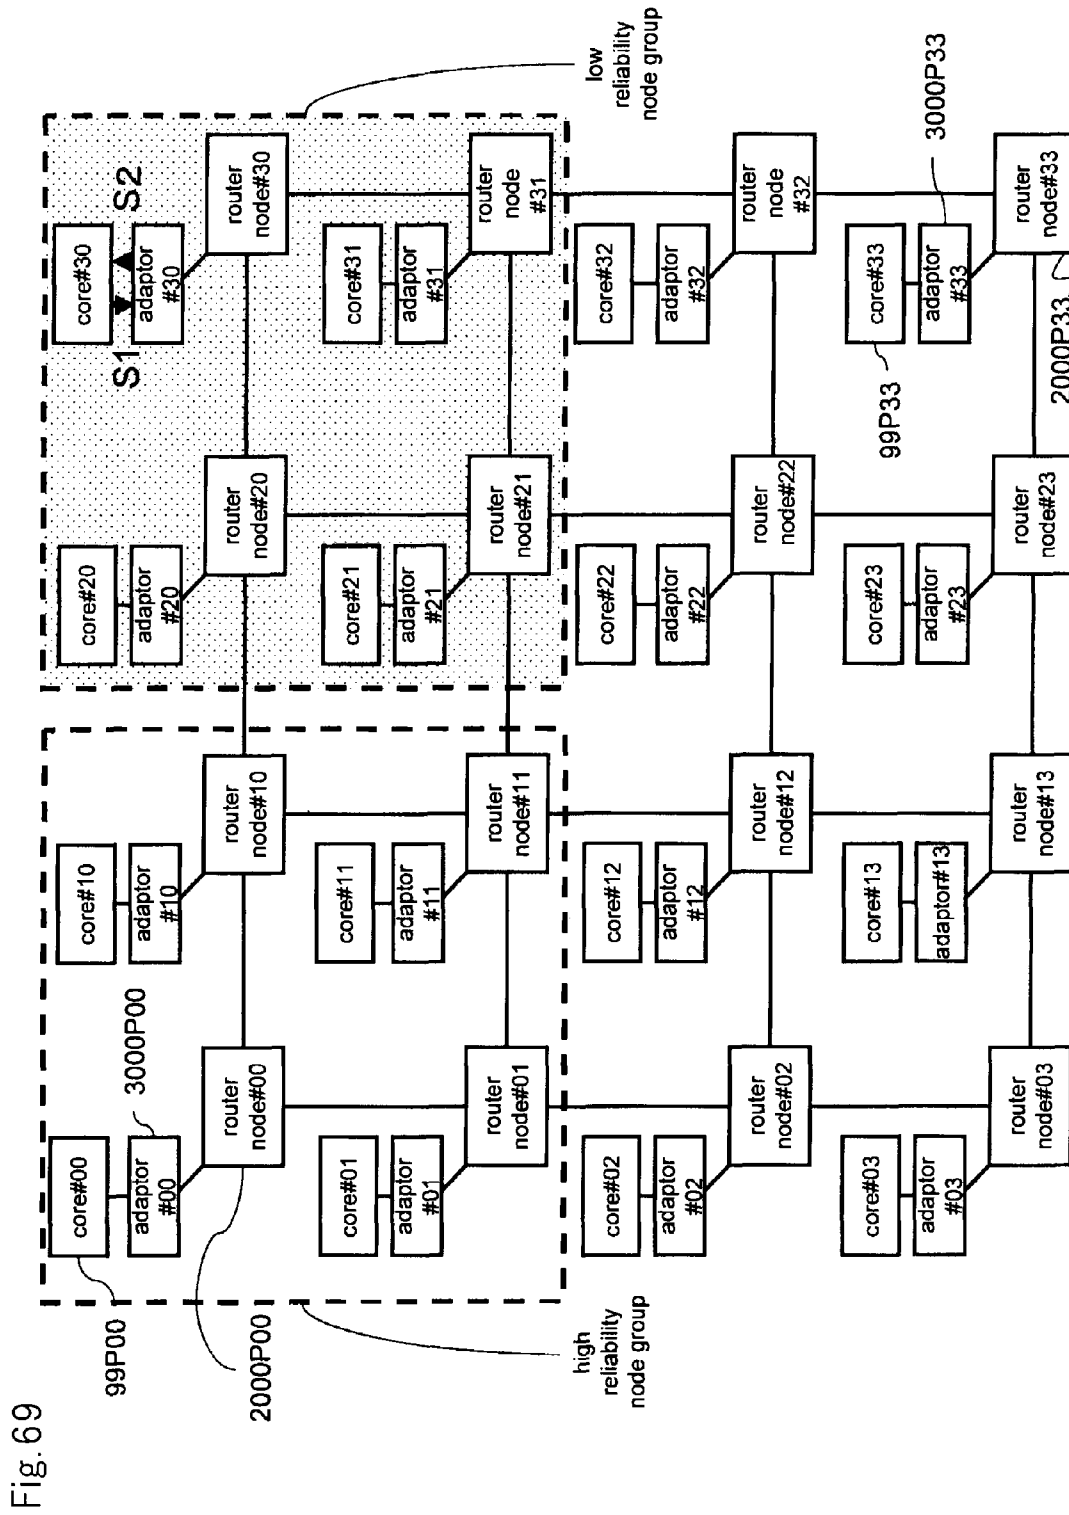 Fig. 69
99P00
core#00
adaptor
#00
3000P00
router
node#00
2000P00
core#10
adaptor
#10
router
node#10
core#20
adaptor
#20
router
node#20
S1
S2
core#30
adaptor
#30
router
node#30
core#01
adaptor
#01
router
node#01
core#11
adaptor
#11
router
node#11
core#21
adaptor
#21
router
node#21
core#31
adaptor
#31
router
node
#31
high
reliability
node group
low
reliability
node group
core#02
adaptor
#02
router
node#02
core#12
adaptor
#12
router
node#12
core#22
adaptor
#22
router
node#22
core#32
adaptor
#32
router
node
#32
core#03
adaptor
#03
router
node#03
core#13
adaptor#13
router
node#13
core#23
adaptor
#23
router
node#23
99P33
core#33
adaptor
#33
3000P33
router
node#33
2000P33